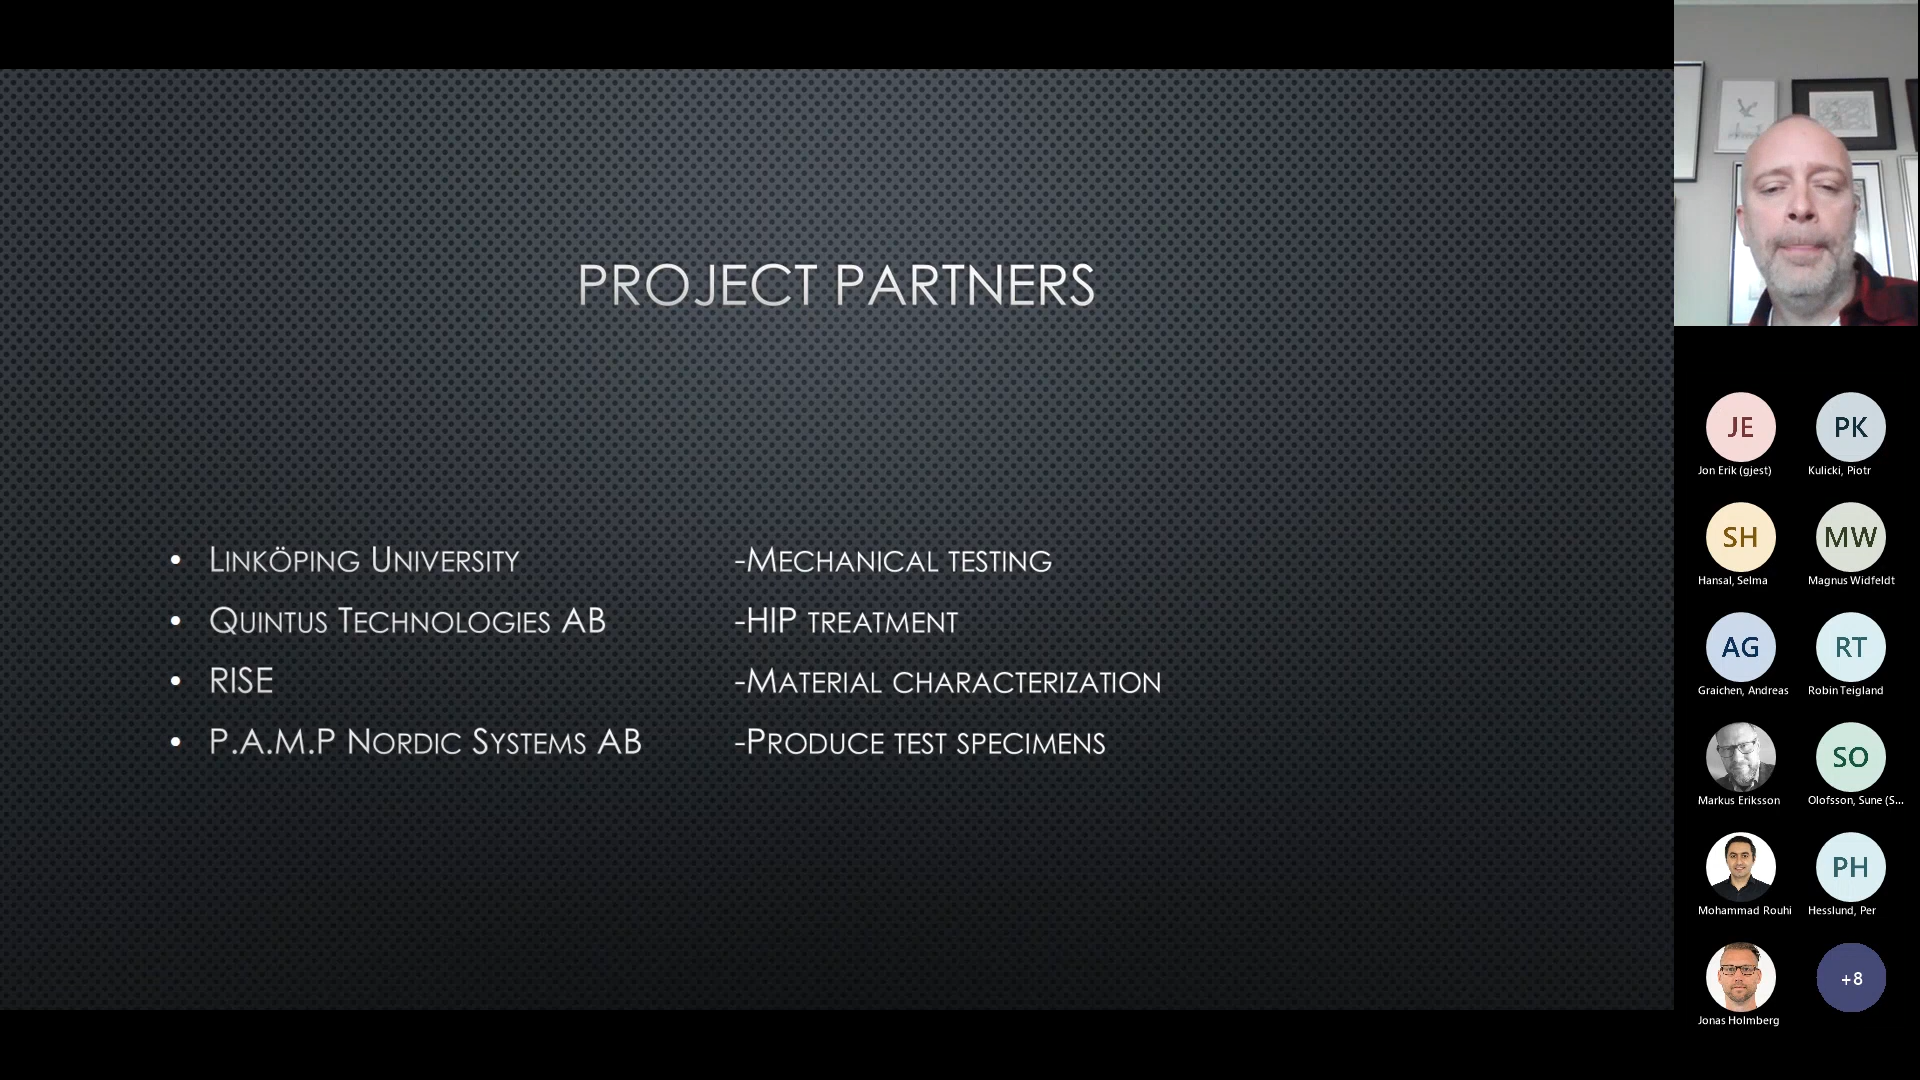 PROJECT PARTNERS
• LINKÖPING UNIVERSITY -MECHANICAL TESTING
• QUINTUS TECHNOLOGIES AB -HIP TREATMENT
• RISE -MATERIAL CHARACTERIZATION
• P.A.M.P NORDIC SYSTEMS AB -PRODUCE TEST SPECIMENS
JE PK
Jon Erik (gjest) Kulicki, Piotr
SH MW
Hansal, Selma Magnus Widfeldt
AG RT
Graichen, Andreas Robin Teigland
SO
Markus Eriksson Olofsson, Sune (S...
PH
Mohammad Rouhi Hesslund, Per
+8
Jonas Holmberg